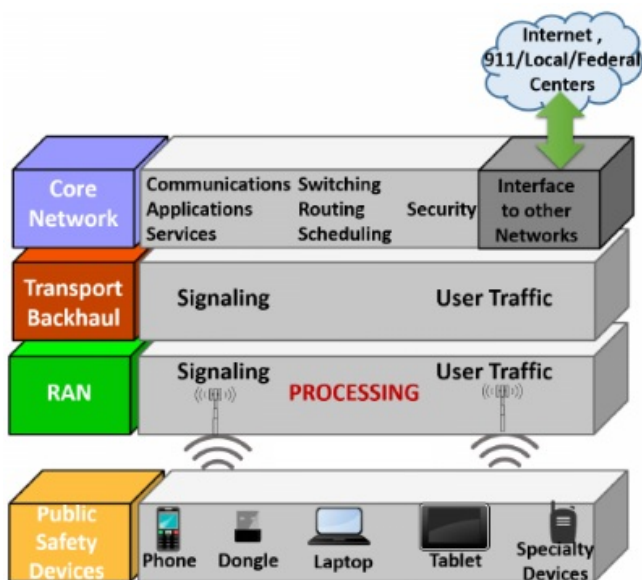 Internet ,
911/Local/Federal
Centers
Core
Network
Communications Switching
Applications Routing Security
Services Scheduling
Interface
to other
Networks
Transport
Backhaul
Signaling User Traffic
RAN
Signaling User Traffic
PROCESSING
Public
Safety
Devices
Phone Dongle Laptop Tablet Specialty
Devices